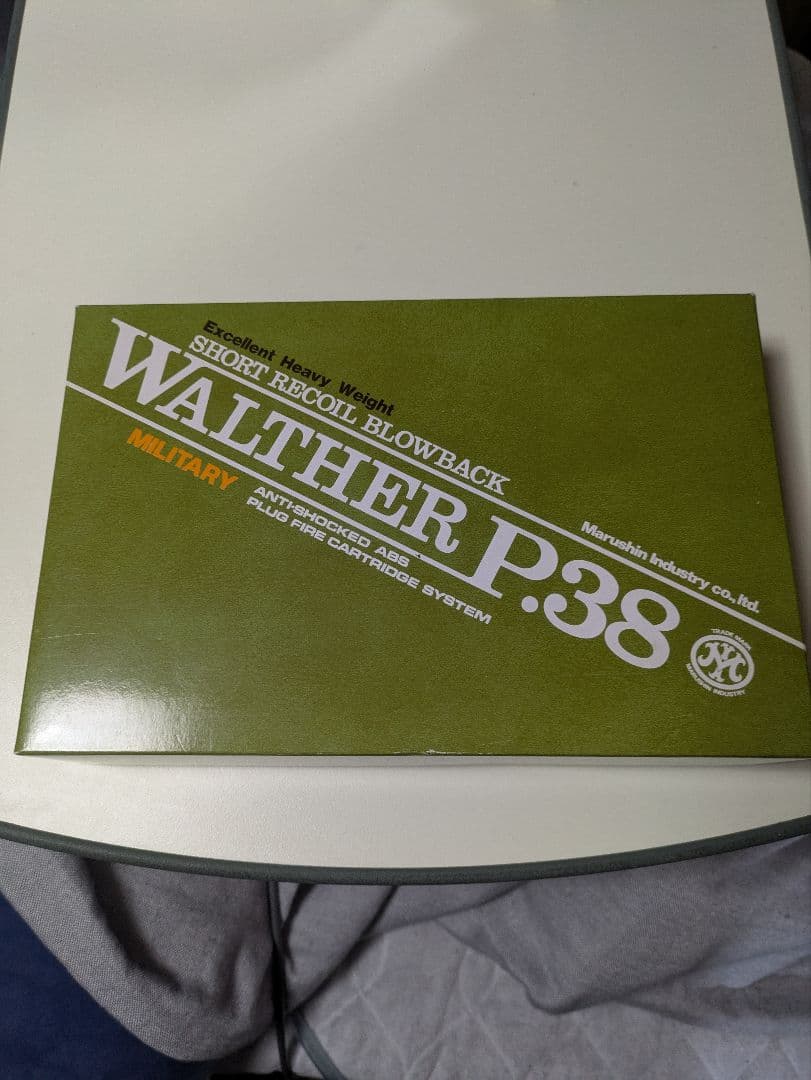 Excellent Heavy Weight
SHORT RECOIL BLOWBACK
WALTHER P.38
MILITARY
ANTI-SHOCKED ABS
PLUG FIRE CARTRIDGE SYSTEM
Marushin Industry co.,ltd.
TRADE MARK
MARUSHIN INDUSTRY